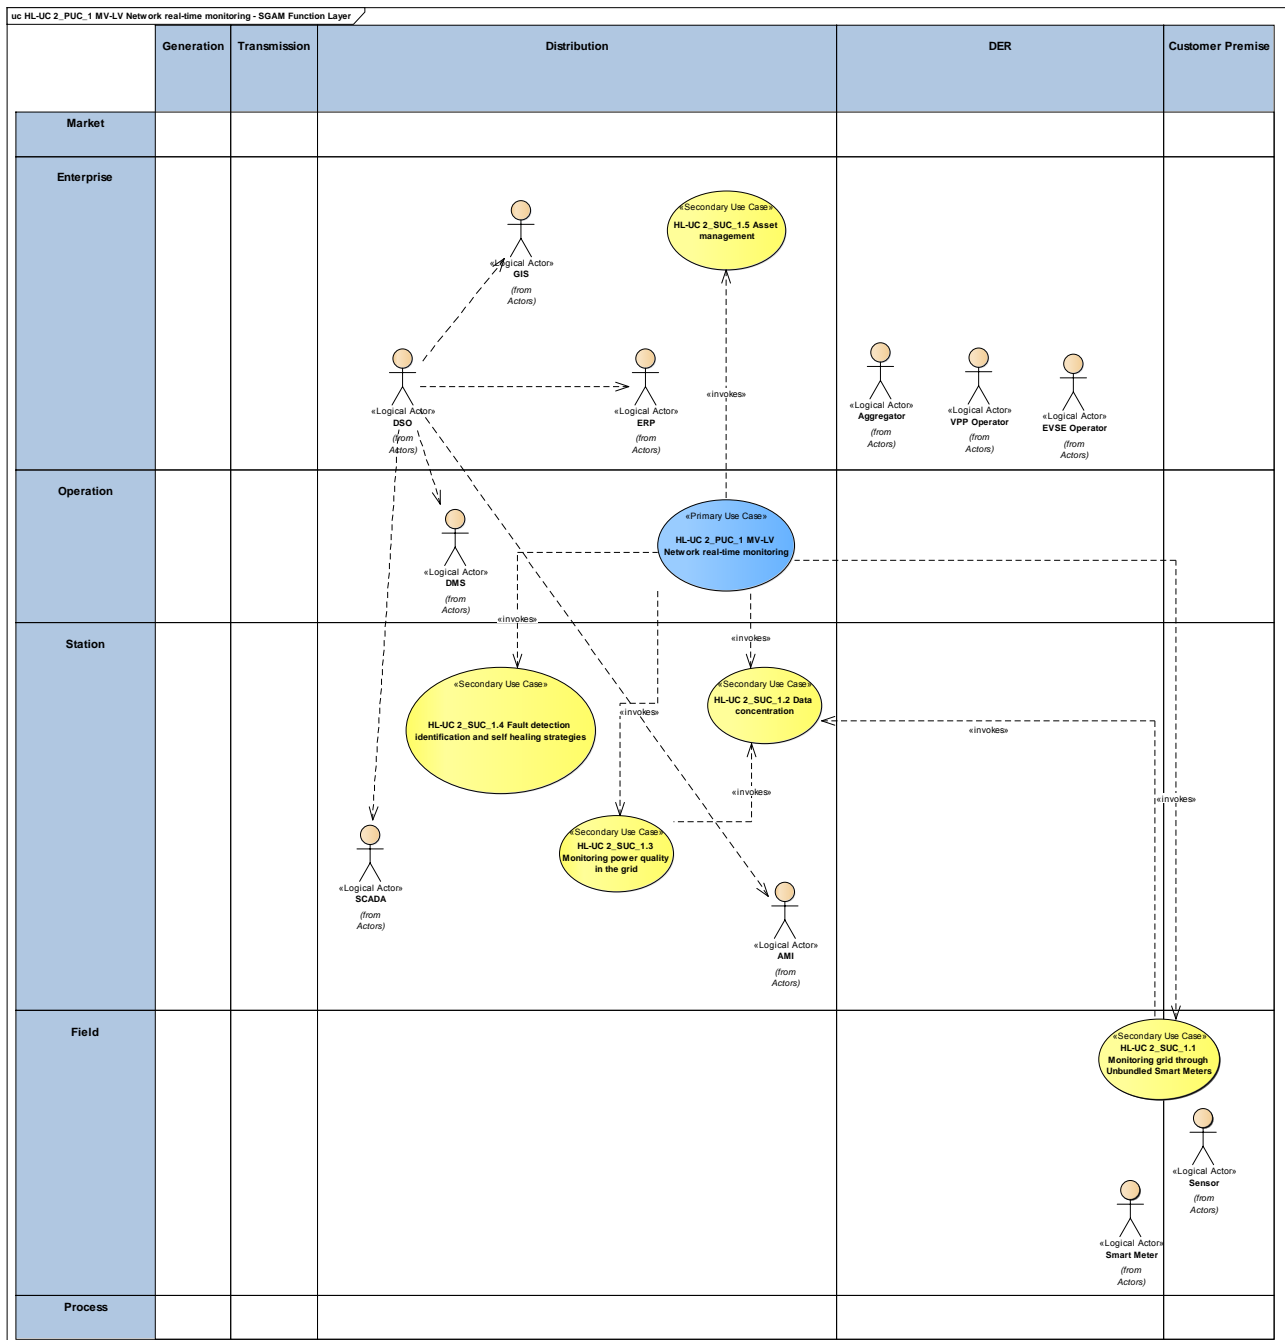 uc HL-UC 2_PUC_1 MV-LV Network real-time monitoring - SGAM Function Layer
Generation
Transmission
Distribution
DER
Customer Premise
Market
Enterprise
«Secondary Use Case»
HL-UC 2_SUC_1.5 Asset
management
«Logical Actor»
GIS
(from
Actors)
«Logical Actor»
DSO
(from
Actors)
«Logical Actor»
ERP
(from
Actors)
«invokes»
«Logical Actor»
Aggregator
(from
Actors)
«Logical Actor»
VPP Operator
(from
Actors)
«Logical Actor»
EVSE Operator
(from
Actors)
Operation
«Primary Use Case»
HL-UC 2_PUC_1 MV-LV
Network real-time monitoring
«Logical Actor»
DMS
(from
Actors)
«invokes»
Station
«invokes»
«Secondary Use Case»
HL-UC 2_SUC_1.4 Fault detection
identification and self healing strategies
«Secondary Use Case»
HL-UC 2_SUC_1.2 Data
concentration
«invokes»
«invokes»
«invokes»
«invokes»
«Secondary Use Case»
HL-UC 2_SUC_1.3
Monitoring power quality
in the grid
«Logical Actor»
SCADA
(from
Actors)
«Logical Actor»
AMI
(from
Actors)
Field
«Secondary Use Case»
HL-UC 2_SUC_1.1
Monitoring grid through
Unbundled Smart Meters
«Logical Actor»
Sensor
(from
Actors)
«Logical Actor»
Smart Meter
(from
Actors)
Process